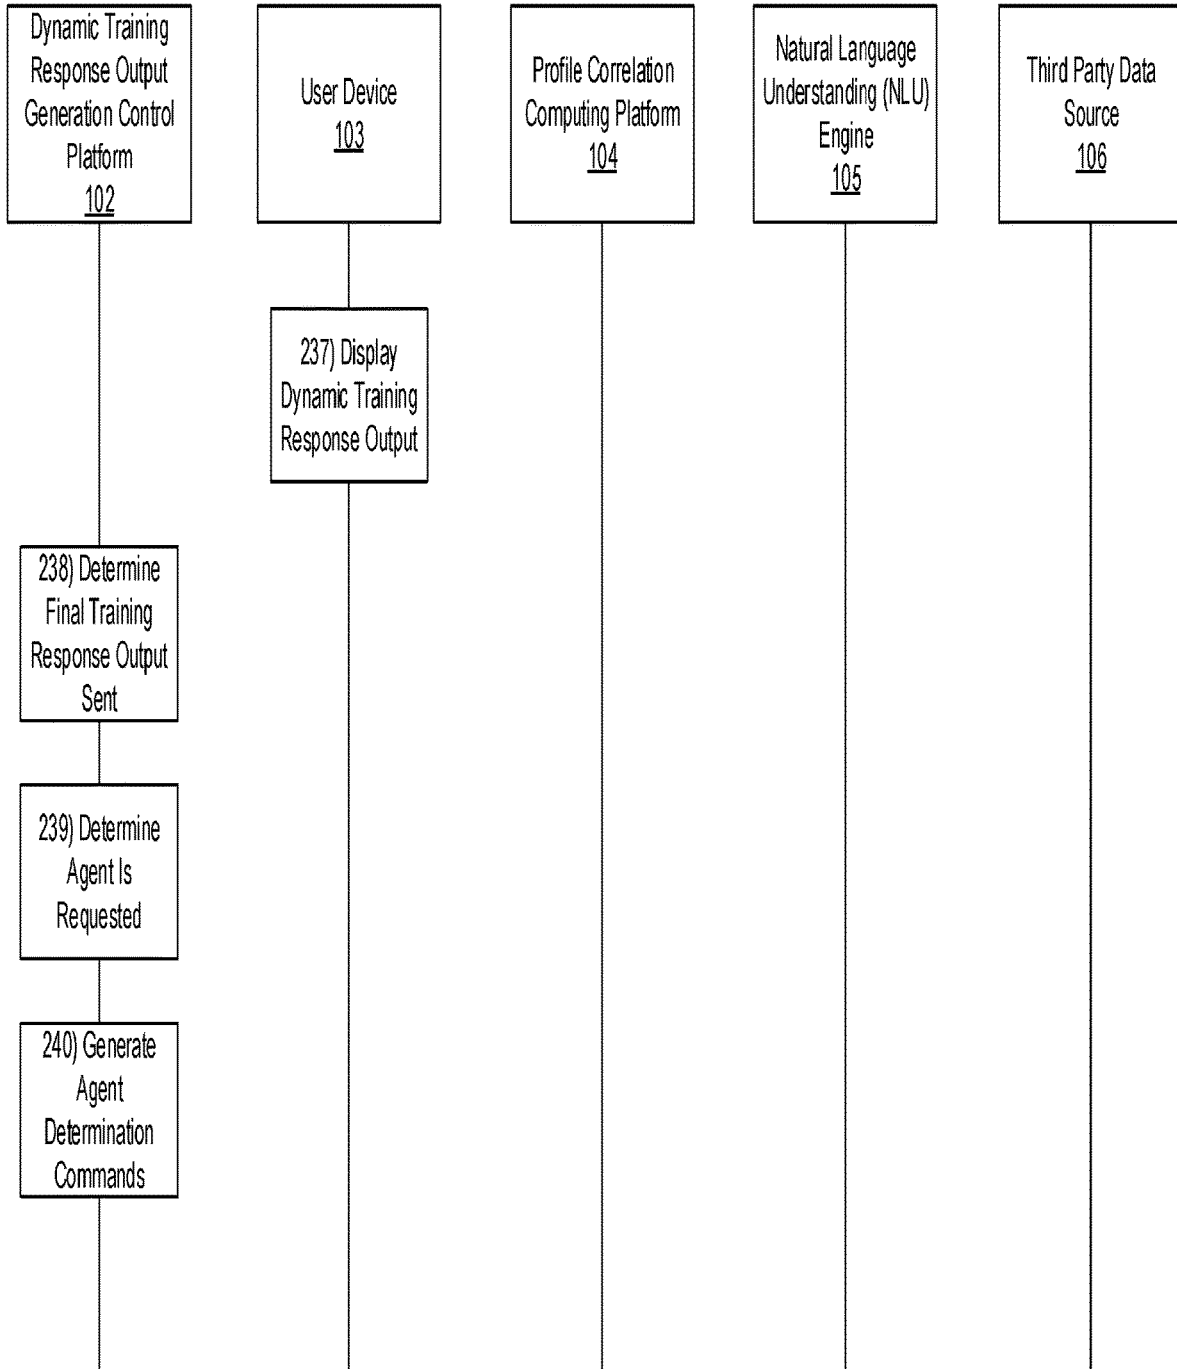 Dynamic Training
Response Output
Generation Control
Platform
102
User Device
103
Profile Correlation
Computing Platform
104
Natural Language
Understanding (NLU)
Engine
105
Third Party Data
Source
106
237) Display
Dynamic Training
Response Output
238) Determine
Final Training
Response Output
Sent
239) Determine
Agent Is
Requested
240) Generate
Agent
Determination
Commands